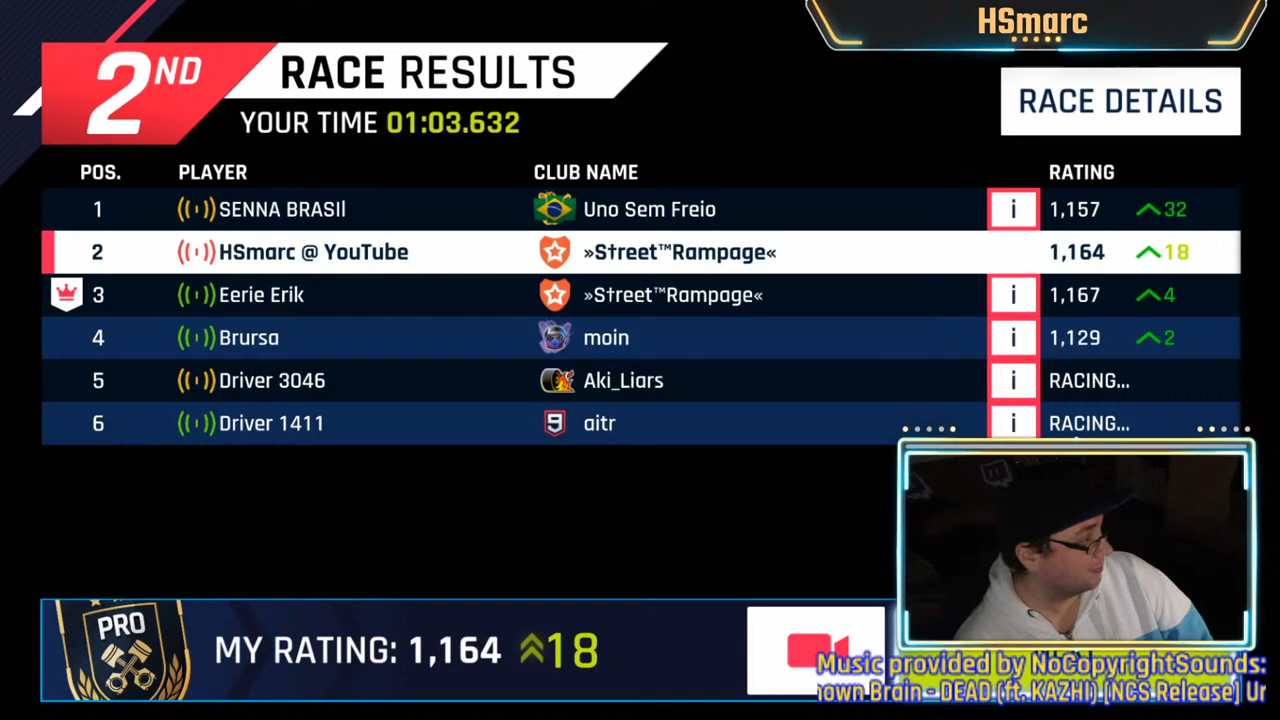 HSmarc
2ND
RACE RESULTS
YOUR TIME 01:03.632
RACE DETAILS
POS. PLAYER CLUB NAME RATING
1 SENNA BRASIl Uno Sem Freio i 1,157 32
2 HSmarc @ YouTube »Street™Rampage« 1,164 18
3 Eerie Erik »Street™Rampage« i 1,167 4
4 Brursa moin i 1,129 2
5 Driver 3046 Aki_Liars i RACING...
6 Driver 1411 9 aitr i RACING...
PRO
MY RATING: 1,164 18
Music provided by NoCopyrightSounds:
Brain - DEAD (ft. KAZHI) [NCS Release]